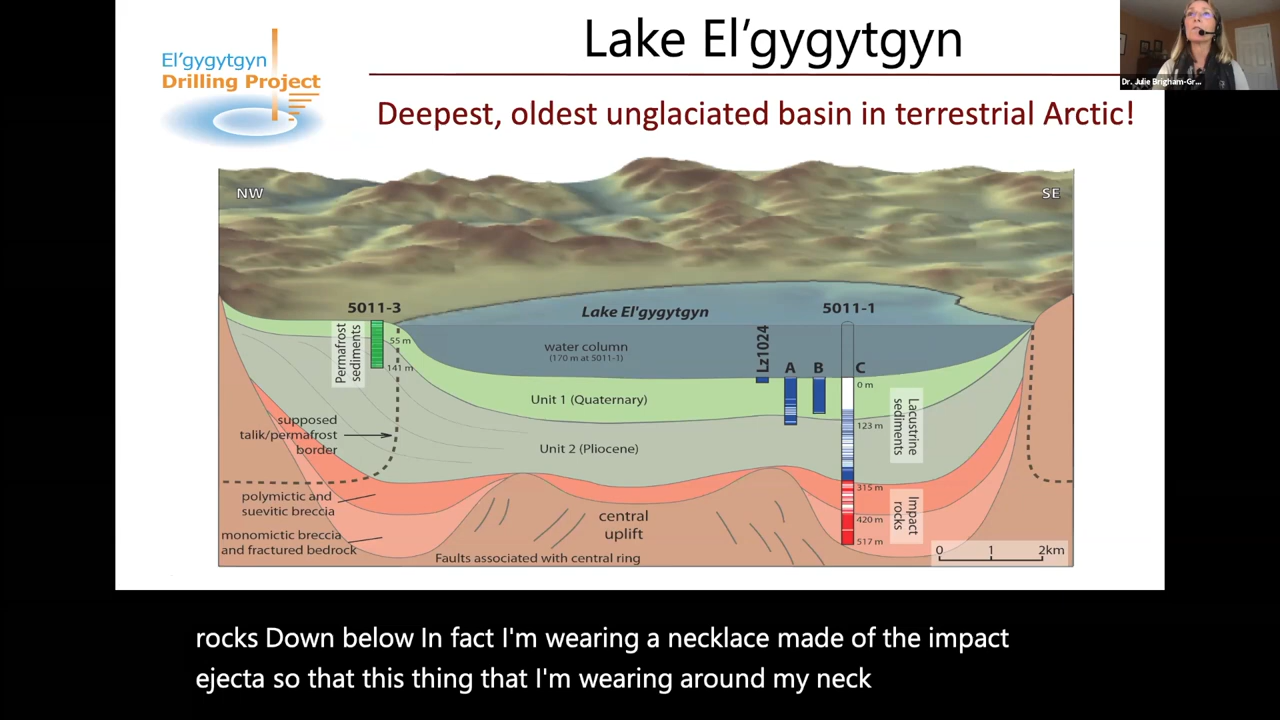 Lake El’gygytgyn
El'gygytgyn
Drilling Project
Dr. Julie Brigham-Gr...
Deepest, oldest unglaciated basin in terrestrial Arctic!
NW
SE
5011-3
Lake El'gygytgyn
5011-1
Permafrost
sediments
55 m
141 m
water column
(170 m at 5011-1)
Lz1024
A
B
C
0 m
Unit 1 (Quaternary)
Lacustrine
sediments
123 m
supposed
talik/permafrost
border
Unit 2 (Pliocene)
315 m
polymictic and
suevitic breccia
central
uplift
Impact
rocks
420 m
monomictic breccia
and fractured bedrock
517 m
Faults associated with central ring
0 1 2km
rocks Down below In fact I'm wearing a necklace made of the impact
ejecta so that this thing that I'm wearing around my neck